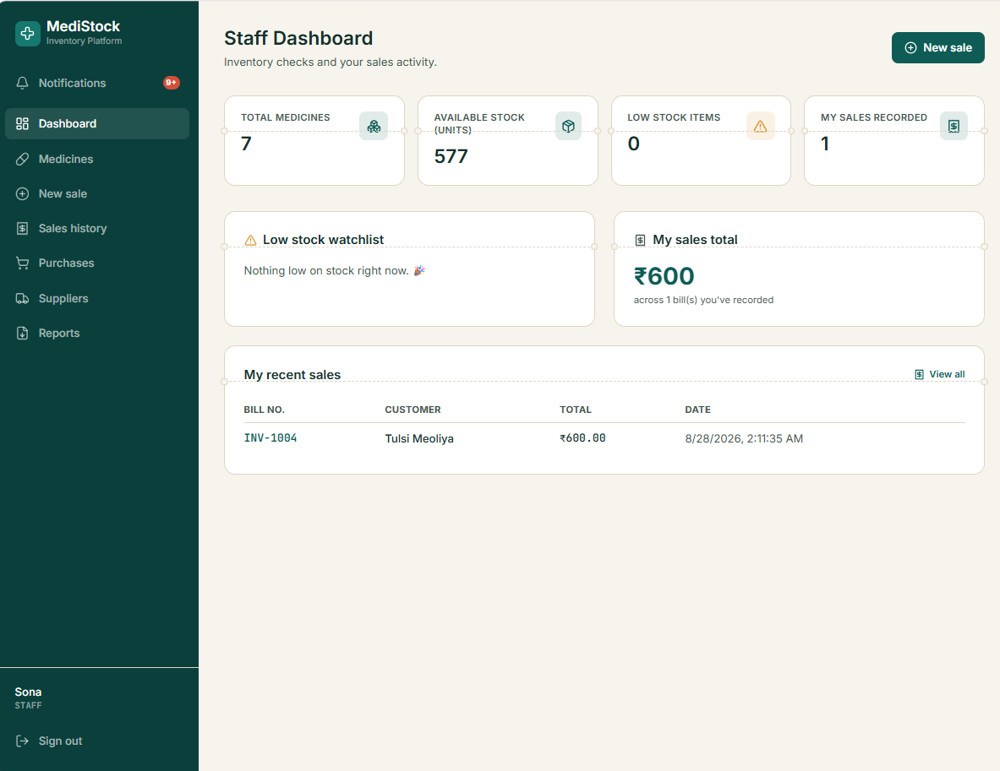 MediStock
Inventory Platform
Notifications
9+
Dashboard
Medicines
New sale
Sales history
Purchases
Suppliers
Reports
Sona
STAFF
Sign out
Staff Dashboard
Inventory checks and your sales activity.
New sale
TOTAL MEDICINES
7
AVAILABLE STOCK
(UNITS)
577
LOW STOCK ITEMS
0
MY SALES RECORDED
1
Low stock watchlist
Nothing low on stock right now. 🎉
My sales total
₹600
across 1 bill(s) you've recorded
My recent sales
View all
BILL NO. CUSTOMER TOTAL DATE
INV-1004 Tulsi Meoliya ₹600.00 8/28/2026, 2:11:35 AM